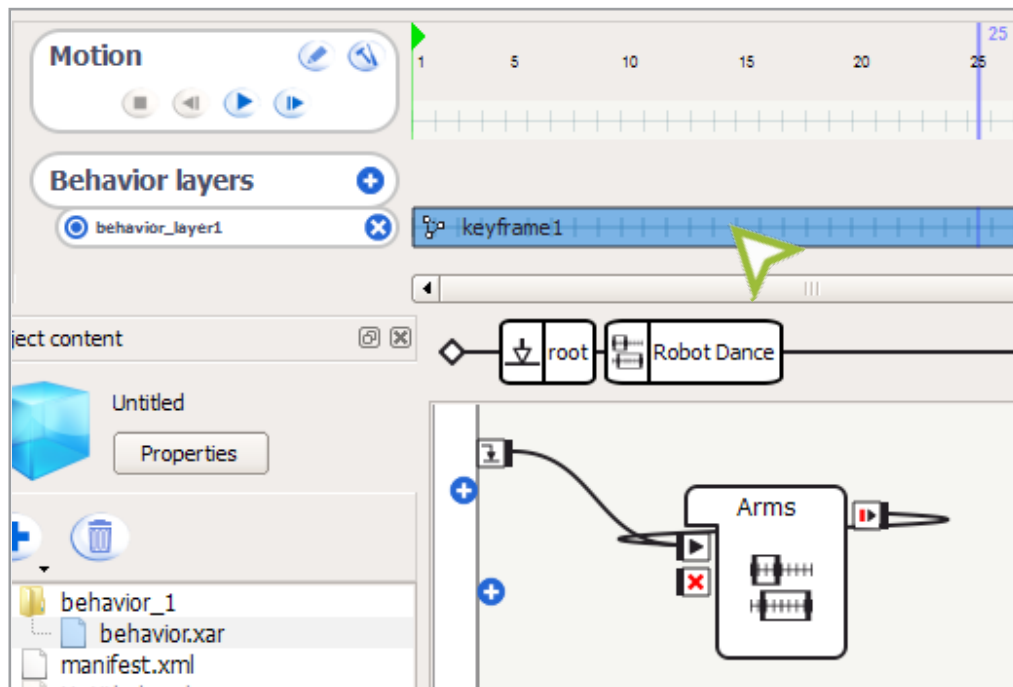 Motion
25
1 5 10 15 20 25
Behavior layers
behavior_layer1
keyframe1
ject content
root
Robot Dance
Untitled
Properties
Arms
behavior_1
behavior.xar
manifest.xml